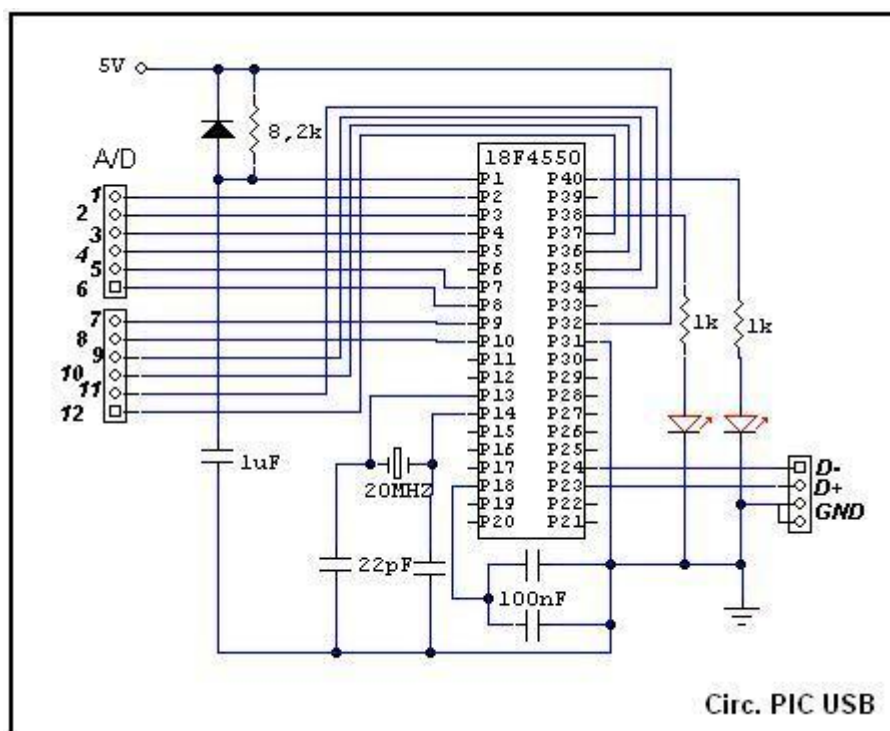 5V
8,2k
A/D
1
2
3
4
5
6
7
8
9
10
11
12
18F4550
P1 P40
P2 P39
P3 P38
P4 P37
P5 P36
P6 P35
P7 P34
P8 P33
P9 P32
P10 P31
P11 P30
P12 P29
P13 P28
P14 P27
P15 P26
P16 P25
P17 P24
P18 P23
P19 P22
P20 P21
1k
1k
1uF
20MHZ
22pF
100nF
D-
D+
GND
Circ. PIC USB